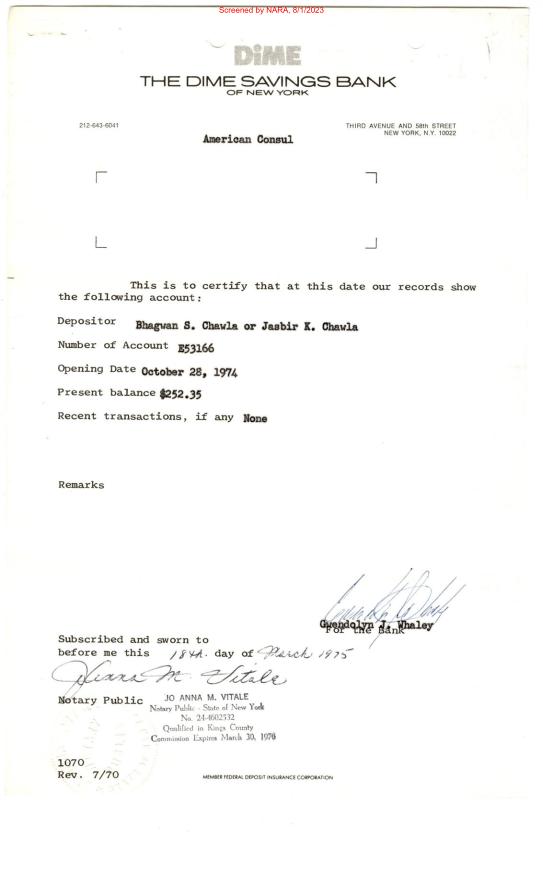 Screened by NARA, 8/1/2023
DIME
THE DIME SAVINGS BANK
OF NEW YORK
212-643-6041
THIRD AVENUE AND 58th STREET
NEW YORK, N.Y. 10022
American Consul
This is to certify that at this date our records show
the following account:
Depositor Bhagwan S. Chawla or Jasbir K. Chawla
Number of Account E53166
Opening Date October 28, 1974
Present balance $252.35
Recent transactions, if any None
Remarks
Gwendolyn J. Whaley
For the Bank
Subscribed and sworn to
before me this 18th. day of March 1975
Jo Anna M. Vitale
Notary Public
JO ANNA M. VITALE
Notary Public - State of New York
No. 24-4602532
Qualified in Kings County
Commission Expires March 30, 1976
1070
Rev. 7/70
MEMBER FEDERAL DEPOSIT INSURANCE CORPORATION